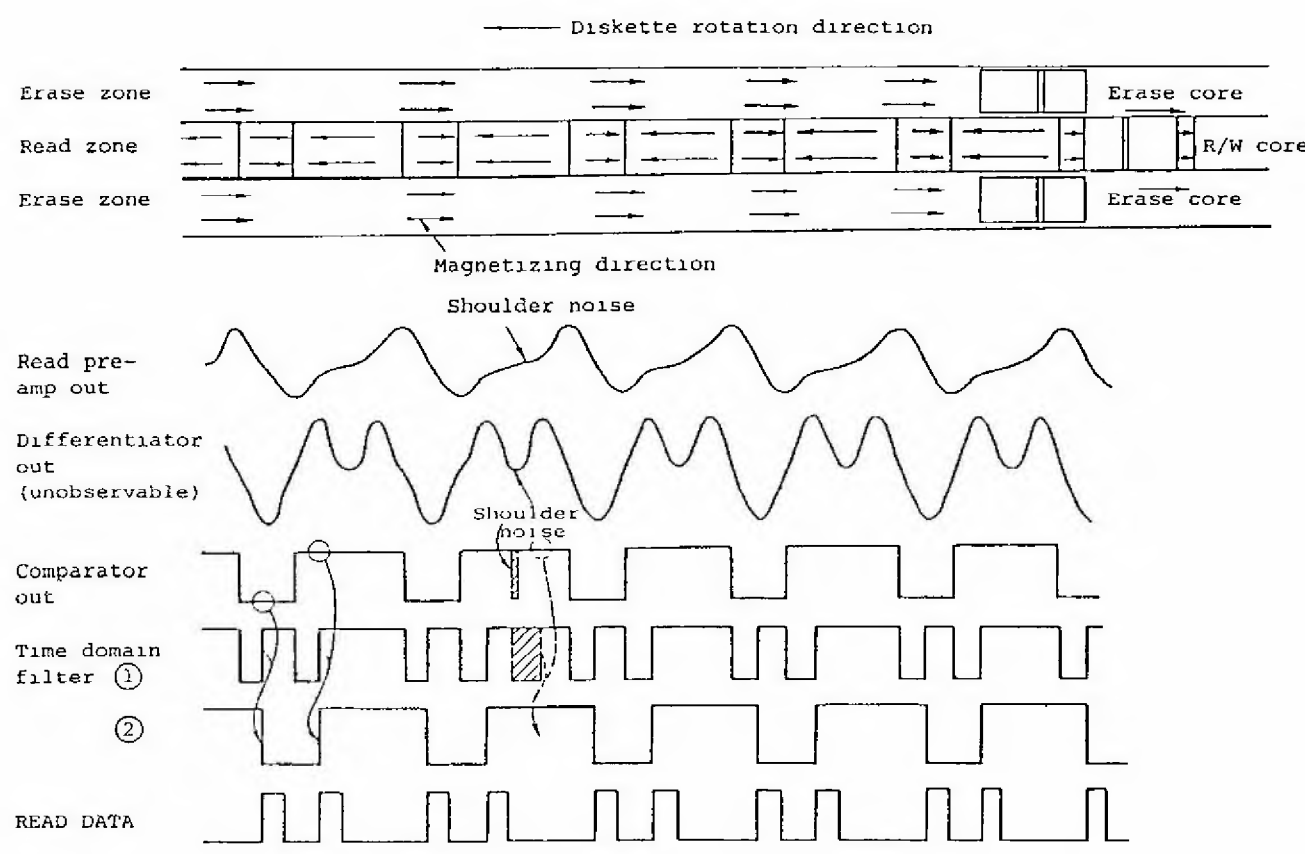 Diskette rotation direction
Erase zone
Erase core
Read zone
R/W core
Erase zone
Erase core
Magnetizing direction
Shoulder noise
Read pre-
amp out
Differentiator
out
(unobservable)
Shoulder
noise
Comparator
out
Time domain
filter ①
②
READ DATA